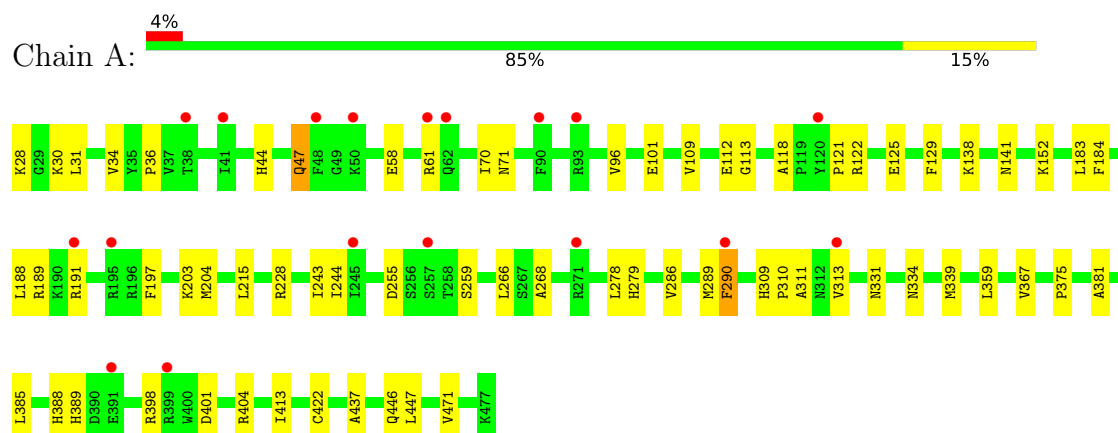 4%
Chain A:
85% 15%
K28 G29 K30 L31 V34 Y35 P36 V37 T38 I41 H44 Q47 F48 G49 K50 E58 R61 Q62 I70 N71 F90 R93 V96 E101 V109 E112 G113 A118 P119 Y120 P121 R122 E125 F129 K138 N141 K152 L183 F184
L188 R189 K190 R191 R195 R196 F197 K203 M204 L215 R228 I243 I244 I245 D255 S256 S257 T258 S259 L266 S267 A268 R271 L278 H279 V286 M289 F290 H309 P310 A311 N312 V313 N331 N334 M339 L359 V367 P375 A381
L385 H388 H389 D390 E391 R398 R399 W400 D401 R404 I413 C422 A437 Q446 L447 V471 K477